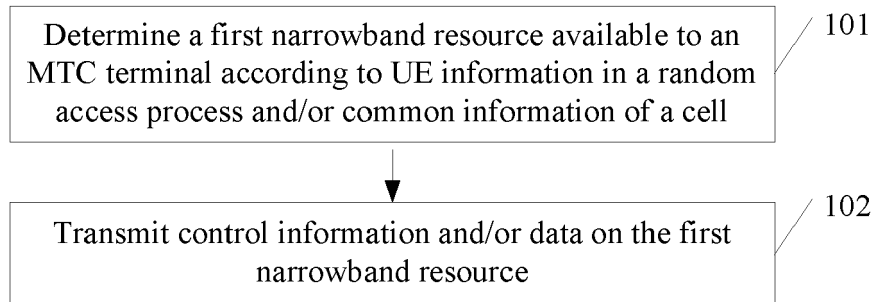 Determine a first narrowband resource available to an
MTC terminal according to UE information in a random
access process and/or common information of a cell
101
Transmit control information and/or data on the first
narrowband resource
102